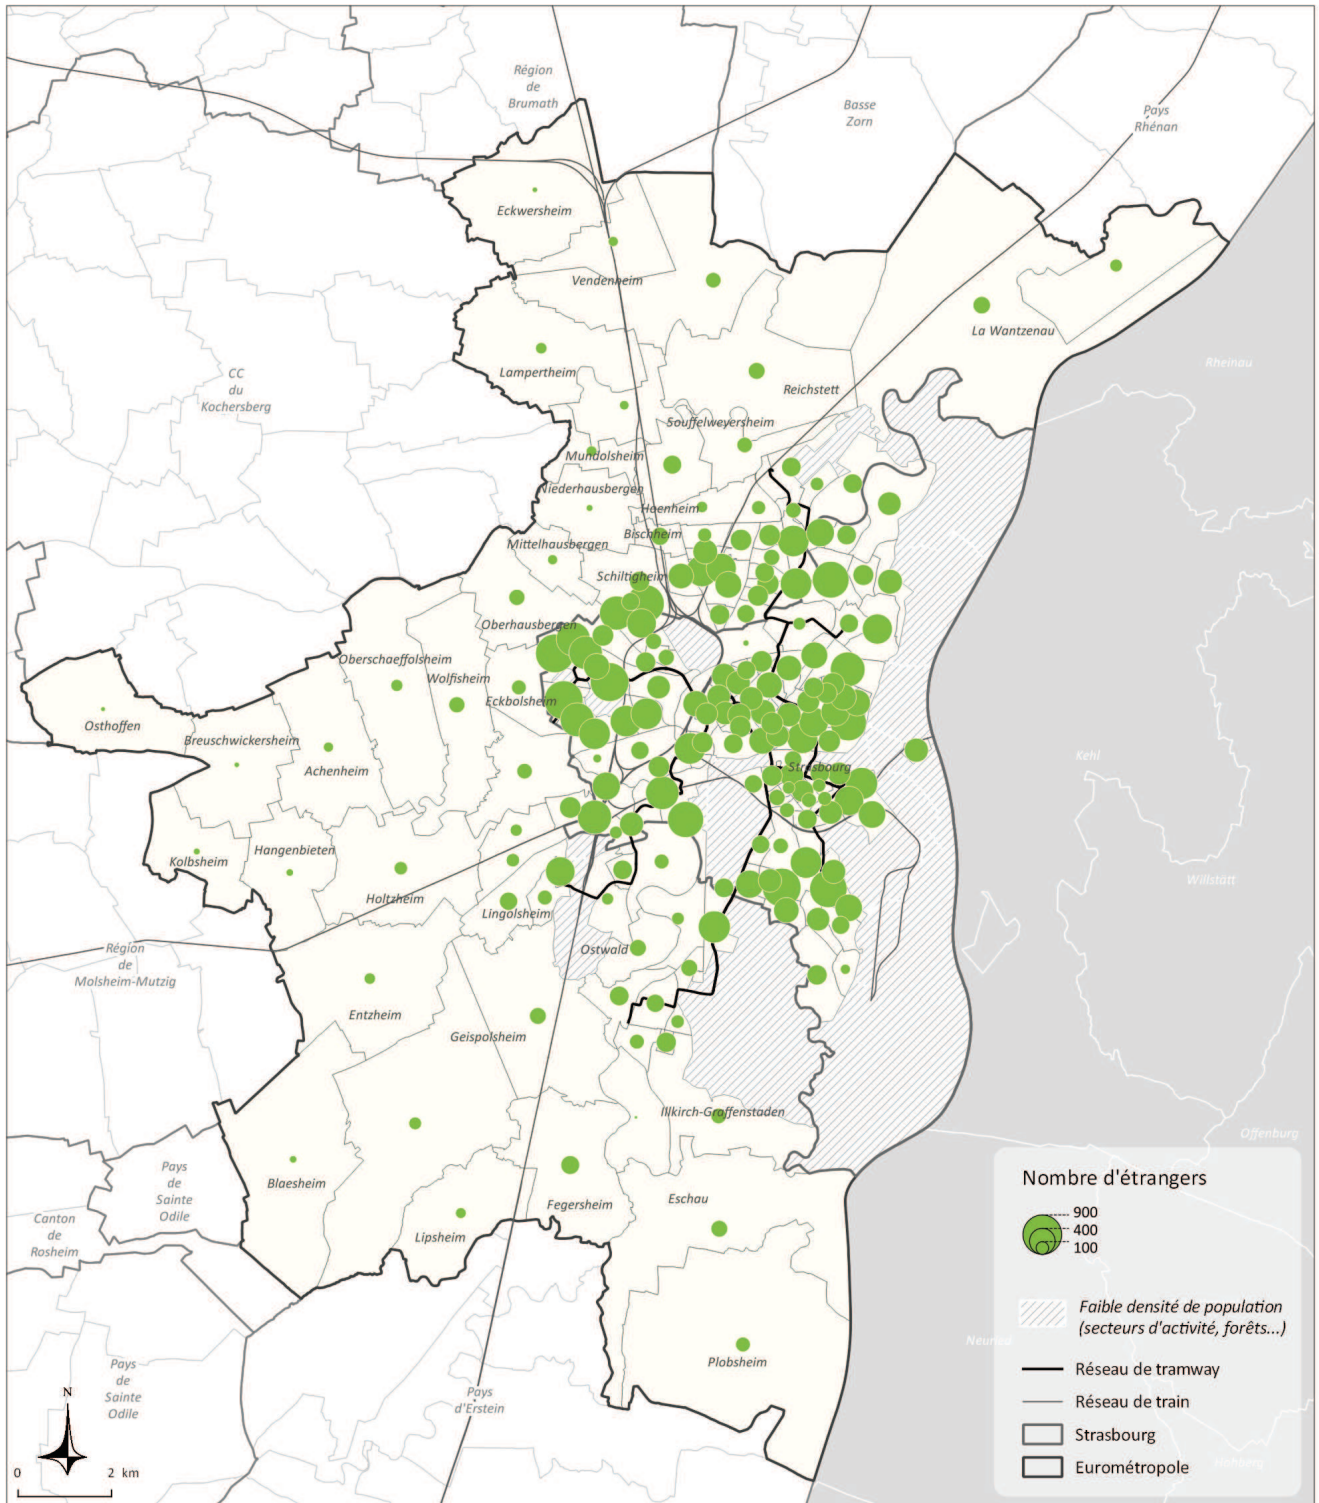 Région
de
Brumath
Basse
Zorn
Pays
Rhénan
Eckwersheim
Vendenheim
La Wantzenau
Rheinau
CC
du
Kochersberg
Lampertheim
Reichstett
Souffelweyersheim
Mundolsheim
Niederhausbergen
Hoenheim
Bischheim
Mittelhausbergen
Schiltigheim
Oberhausbergen
Oberschaeffolsheim
Wolfisheim
Eckbolsheim
Osthoffen
Breuschwickersheim
Achenheim
Strasbourg
Kehl
Kolbsheim
Hangenbieten
Holtzheim
Lingolsheim
Willstätt
Ostwald
Région
de
Molsheim-Mutzig
Entzheim
Geispolsheim
Illkirch-Graffenstaden
Offenburg
Blaesheim
Pays
de
Sainte
Odile
Canton
de
Rosheim
Lipsheim
Fegersheim
Eschau
Plobsheim
Pays
de
Sainte
Odile
Pays
d'Erstein
Hohberg
Nombre d'étrangers
900
400
100
Faible densité de population
(secteurs d'activité, forêts...)
Réseau de tramway
Réseau de train
Strasbourg
Eurométropole
N
0 2 km